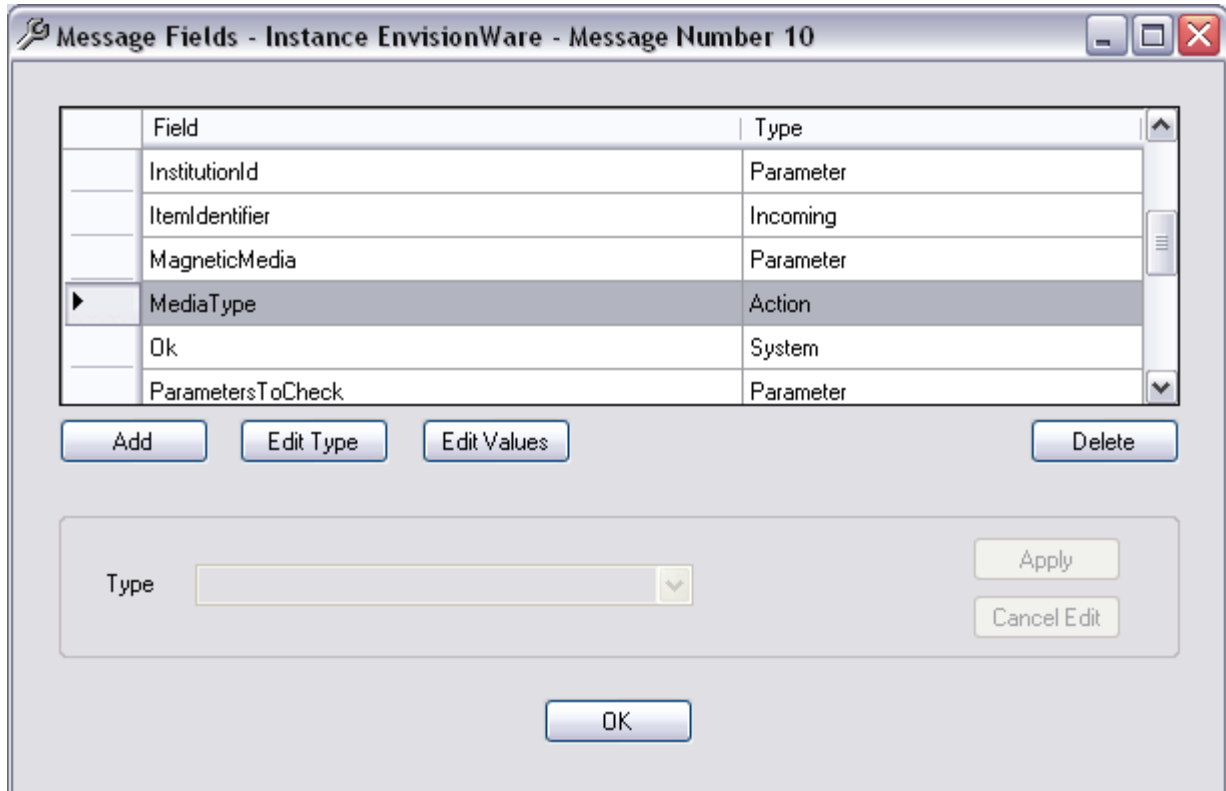 Message Fields - Instance EnvisionWare - Message Number 10
Field Type
InstitutionId Parameter
ItemIdentifier Incoming
MagneticMedia Parameter
MediaType Action
Ok System
ParametersToCheck Parameter
Add Edit Type Edit Values Delete
Type
Apply
Cancel Edit
OK